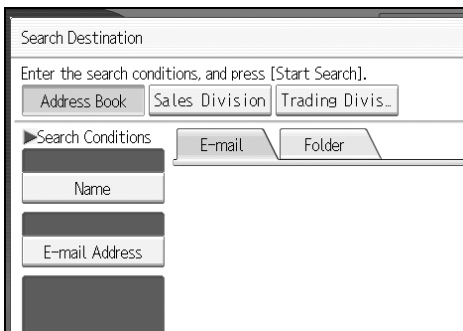 Search Destination
Enter the search conditions, and press [Start Search].
Address Book Sales Division Trading Divis...
▶Search Conditions E-mail Folder
Name
E-mail Address